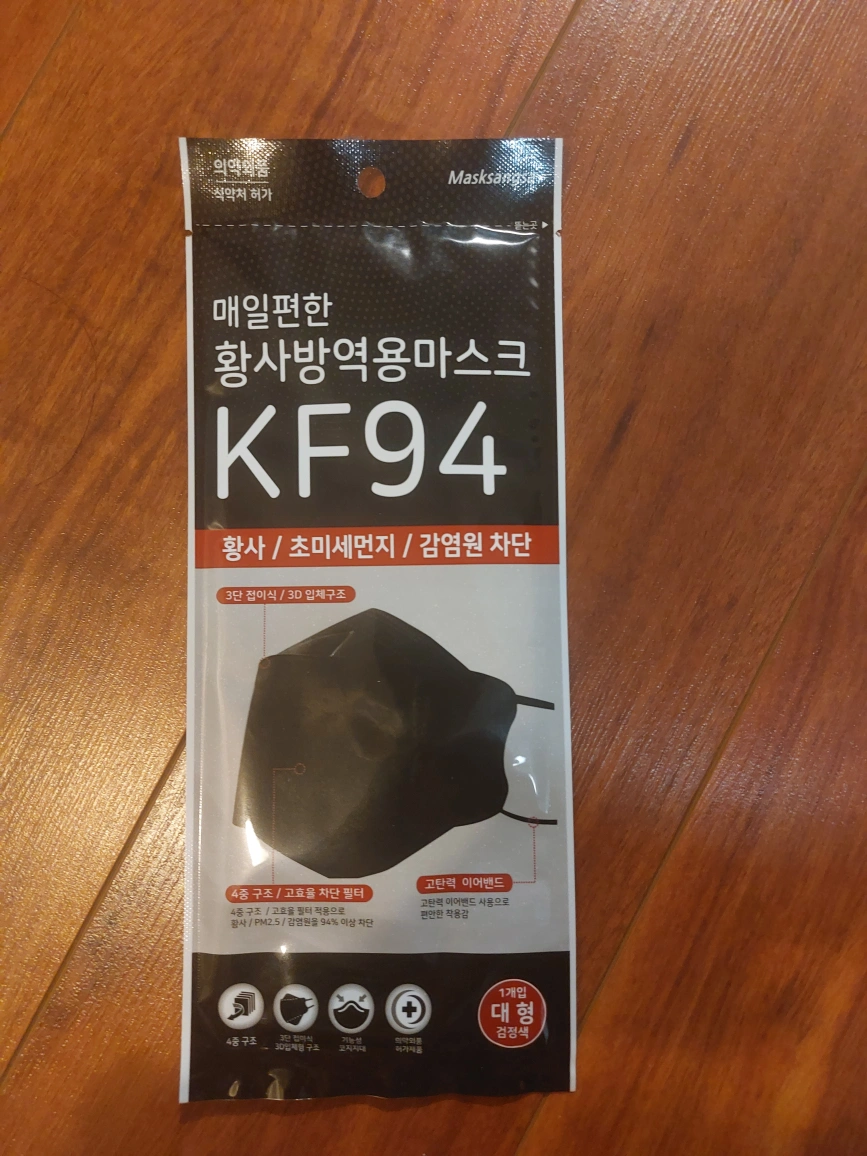 의약외품
식약처 허가
Masksangsa
뜯는곳
매일편한
황사방역용마스크
KF94
황사 / 초미세먼지 / 감염원 차단
3단 접이식 / 3D 입체구조
4중 구조 / 고효율 차단 필터
4중 구조 / 고효율 필터 적용으로
황사 / PM2.5 / 감염원을 94% 이상 차단
고탄력 이어밴드
고탄력 이어밴드 사용으로
편안한 착용감
4중 구조
3단 접이식
3D입체형 구조
기능성
코지지대
의약외품
허가제품
1개입
대형
검정색